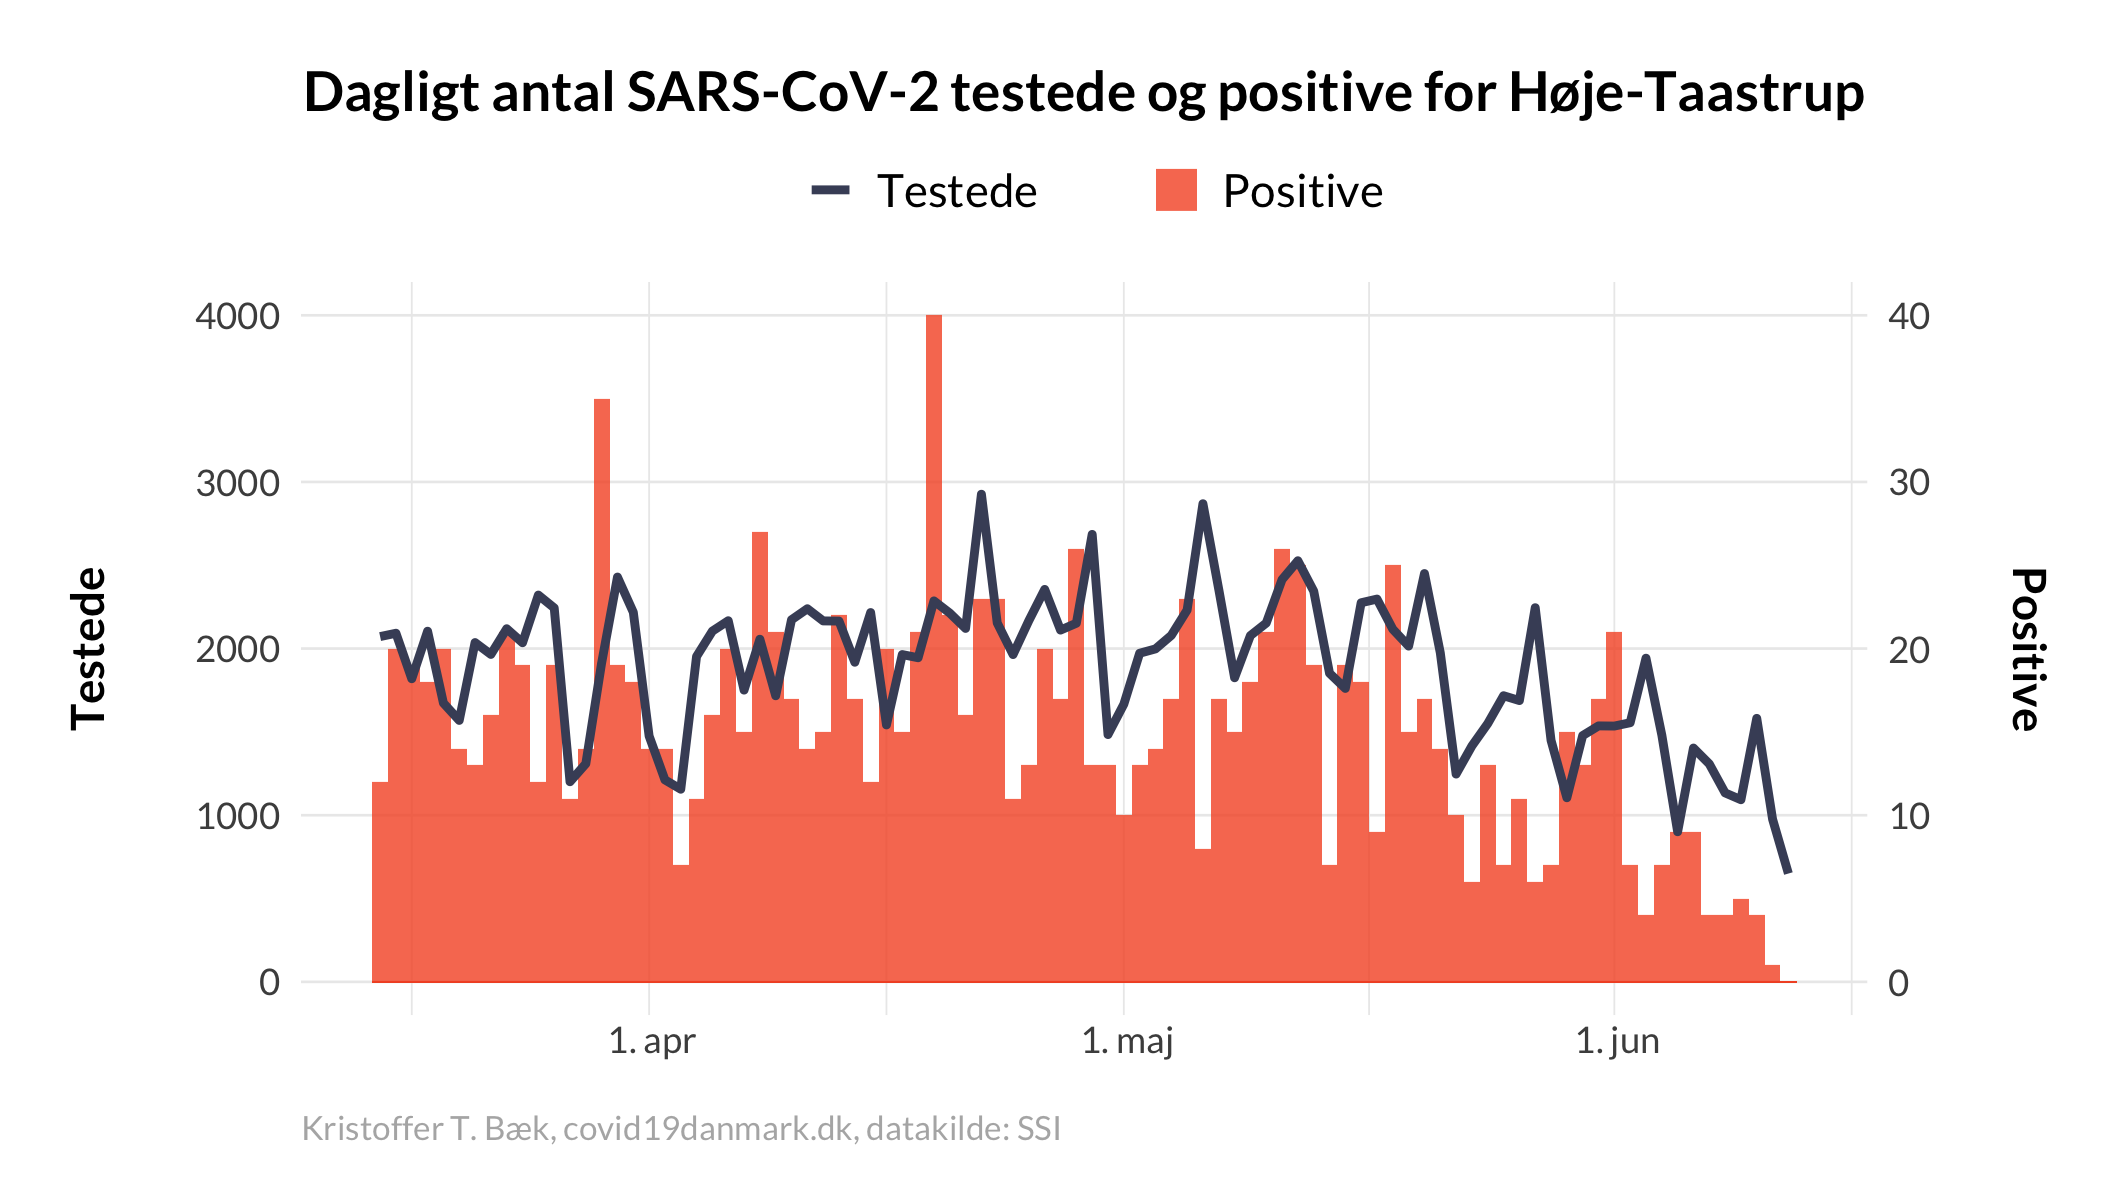 Dagligt antal SARS-CoV-2 testede og positive for Høje-Taastrup
Testede
Positive
4000
3000
2000
1000
0
40
30
20
10
0
Testede
Positive
1. apr
1. maj
1. jun
Kristoffer T. Bæk, covid19danmark.dk, datakilde: SSI